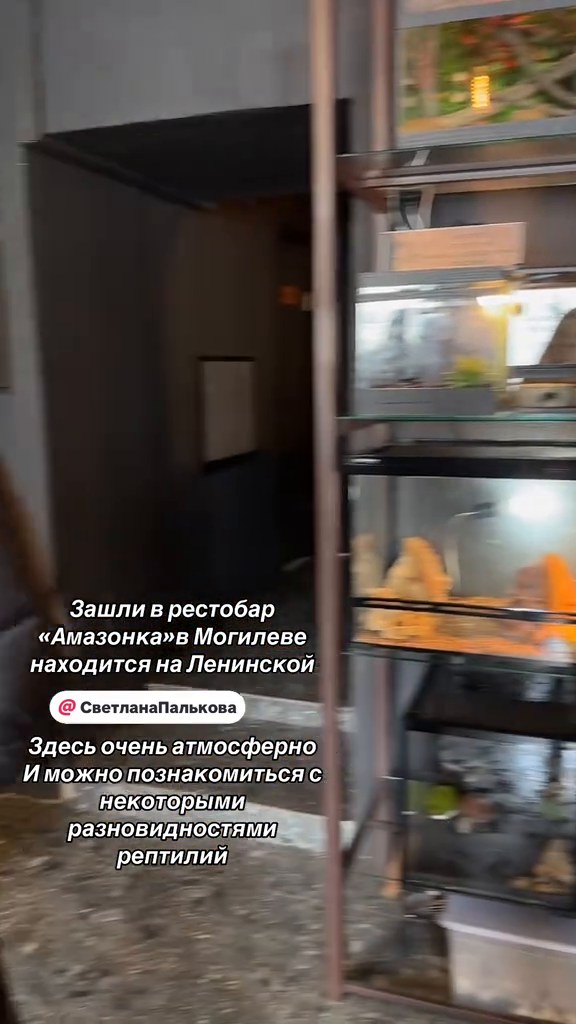 Зашли в рестобар
«Амазонка»в Могилеве
находится на Ленинской
@СветланаПалькова
Здесь очень атмосферно
И можно познакомиться с
некоторыми
разновидностями
рептилий